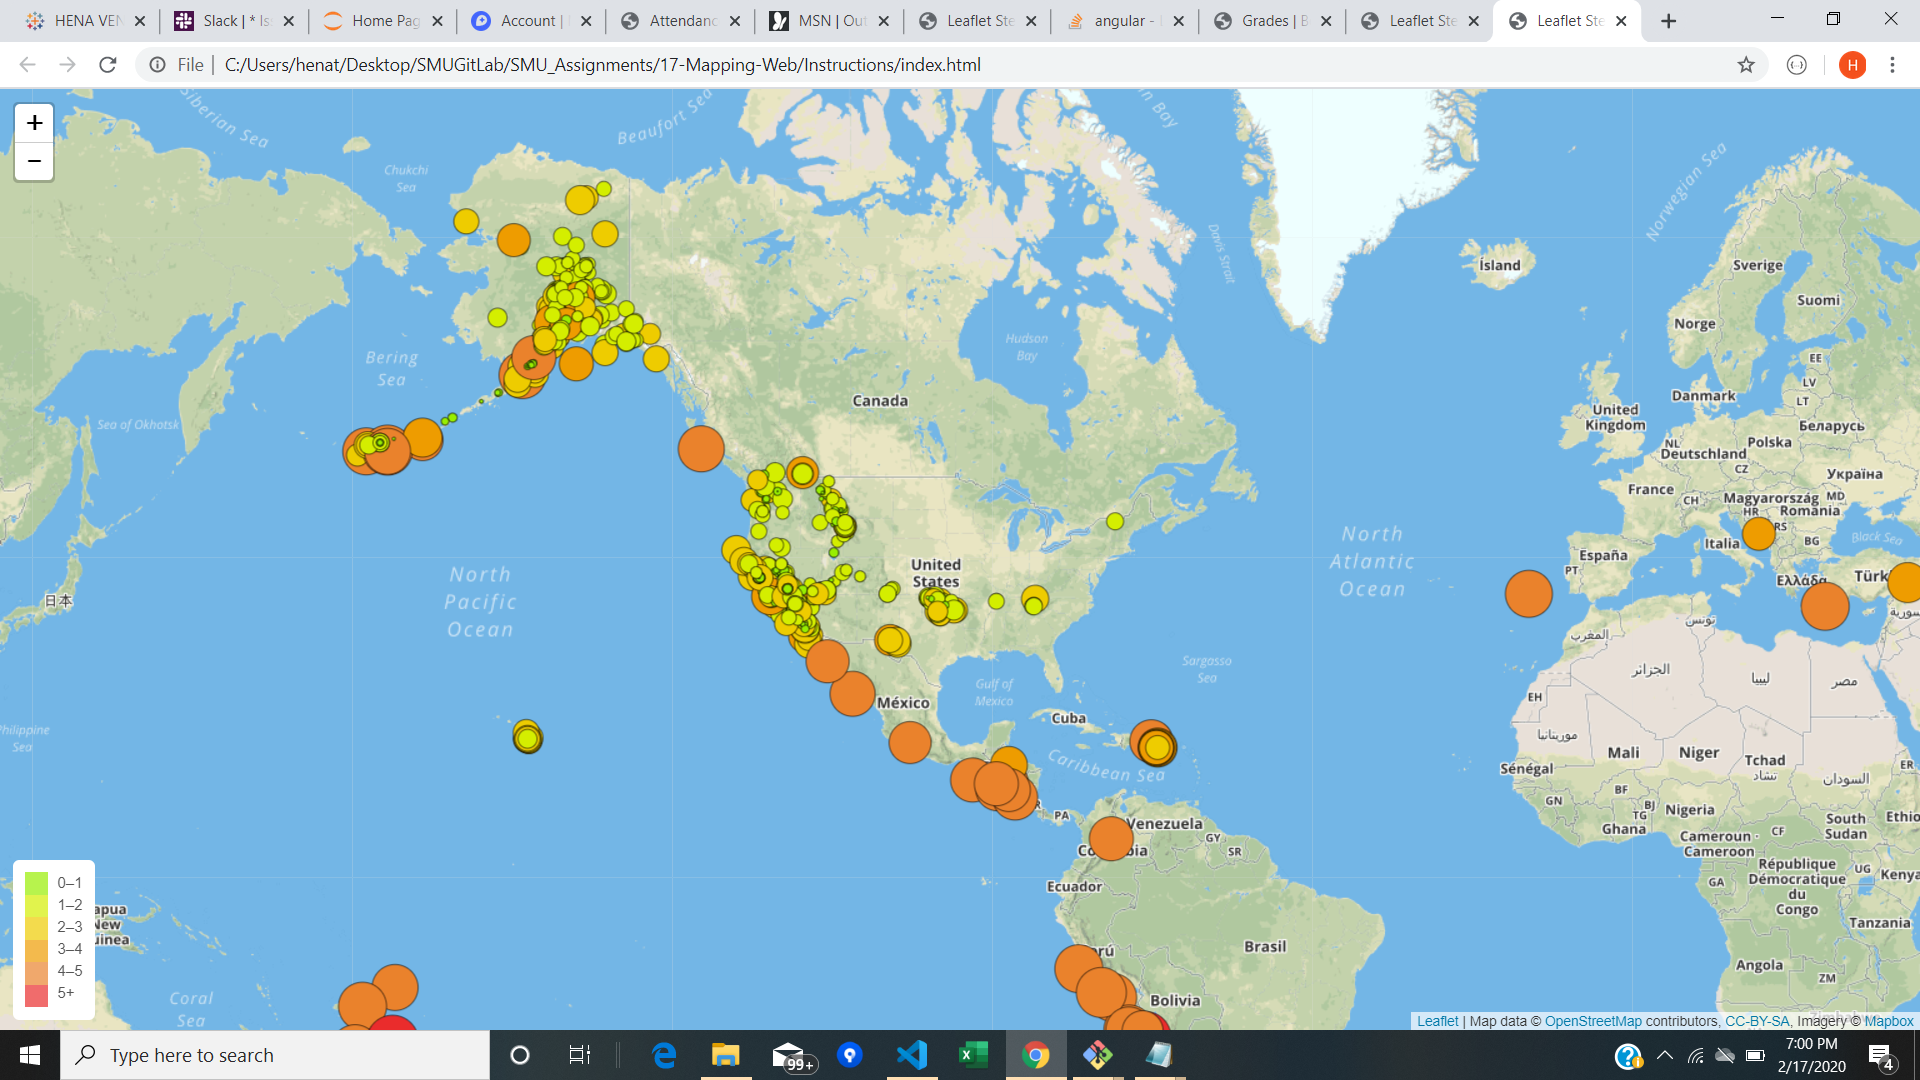 HENA VEN
Slack | * Is
Home Pag
Account |
Attendanc
MSN | Out
Leaflet Ste
angular -
Grades | B
Leaflet Ste
Leaflet Ste
File | C:/Users/henat/Desktop/SMUGitLab/SMU_Assignments/17-Mapping-Web/Instructions/index.html
H
+
−
Siberian Sea
Beaufort Sea
Chukchi
Sea
Davis Strait
Norwegian Sea
Ísland
Sverige
Suomi
Norge
Hudson
Bay
Bering
Sea
EE
LV
LT
Danmark
Canada
United
Kingdom
Sea of Okhotsk
Беларусь
NL
Deutschland
Polska
CZ
Україна
France
CH
Magyarország
MD
HR
România
RS
North
Atlantic
Ocean
Italia
BG
Black Sea
España
PT
Ελλάδα
Türk
United
States
North
Pacific
Ocean
日本
تونس
سورية
المغرب
Sargasso
Sea
الجزائر
ليبيا
مصر
Gulf of
Mexico
EH
México
Cuba
Philippine
Sea
موريتانيا
Mali
Niger
Tchad
تشاد
السودان
ER
Caribbean Sea
Sénégal
BF
GN
BJ
TG
Nigeria
Ghana
South
Sudan
Ethio
PA
Venezuela
GY
SR
Cameroun
Cameroon
CF
République
Démocratique
du
Congo
GA
UG
Kenya
Ecuador
0–1
1–2
2–3
3–4
4–5
5+
apua
New
uinea
Tanzania
Brasil
Angola
ZM
Bolivia
Coral
Sea
Leaflet | Map data © OpenStreetMap contributors, CC-BY-SA, Imagery © Mapbox
Type here to search
99+
7:00 PM
2/17/2020
4